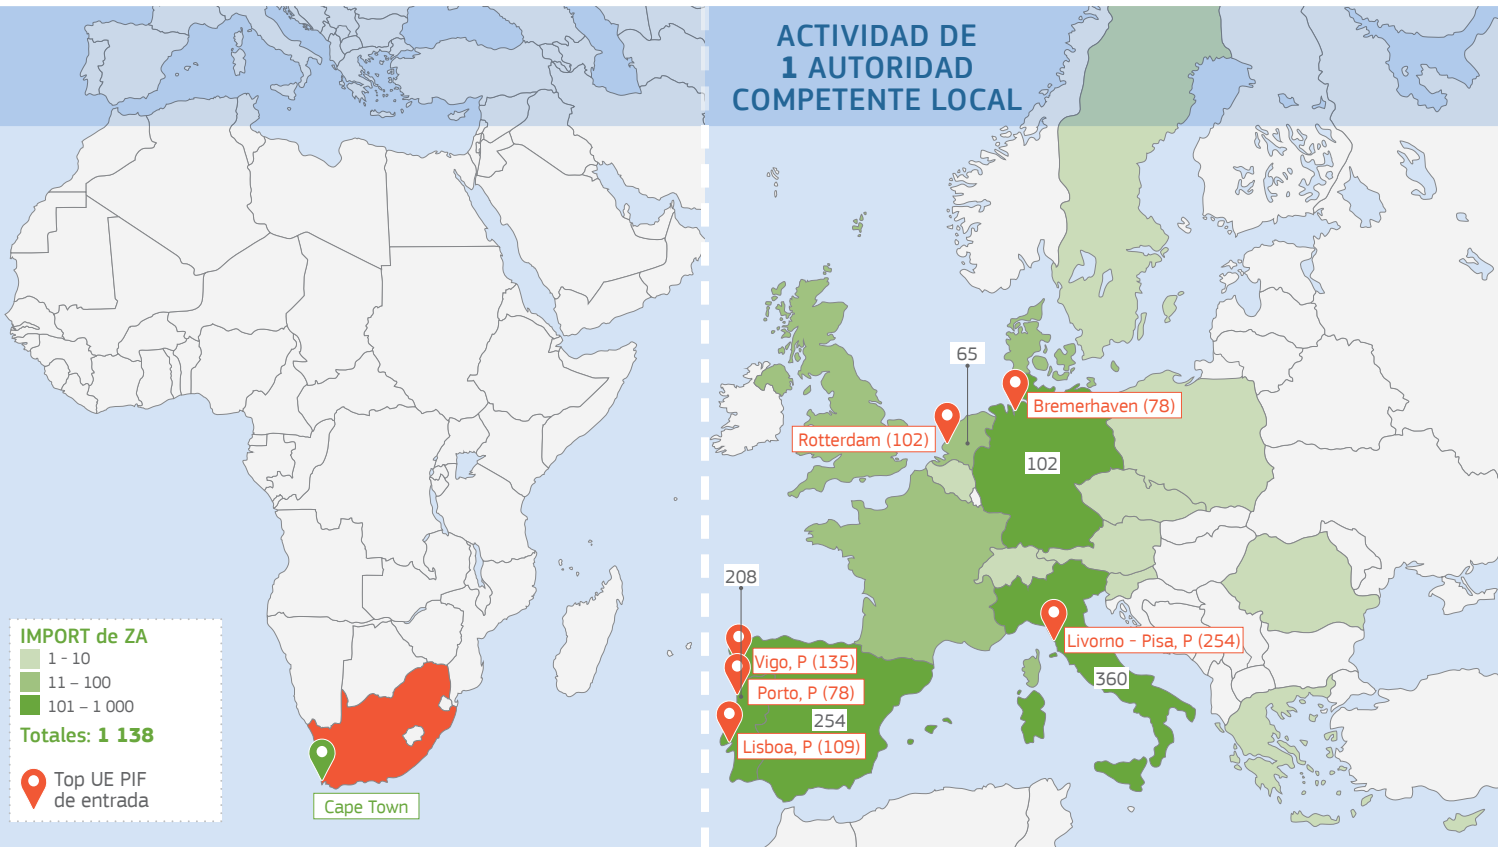 ACTIVIDAD DE
1 AUTORIDAD
COMPETENTE LOCAL
65
Bremerhaven (78)
Rotterdam (102)
102
208
Livorno - Pisa, P (254)
Vigo, P (135)
360
Porto, P (78)
254
Lisboa, P (109)
IMPORT de ZA
1 - 10
11 – 100
101 – 1 000
Totales: 1 138
Top UE PIF
de entrada
Cape Town